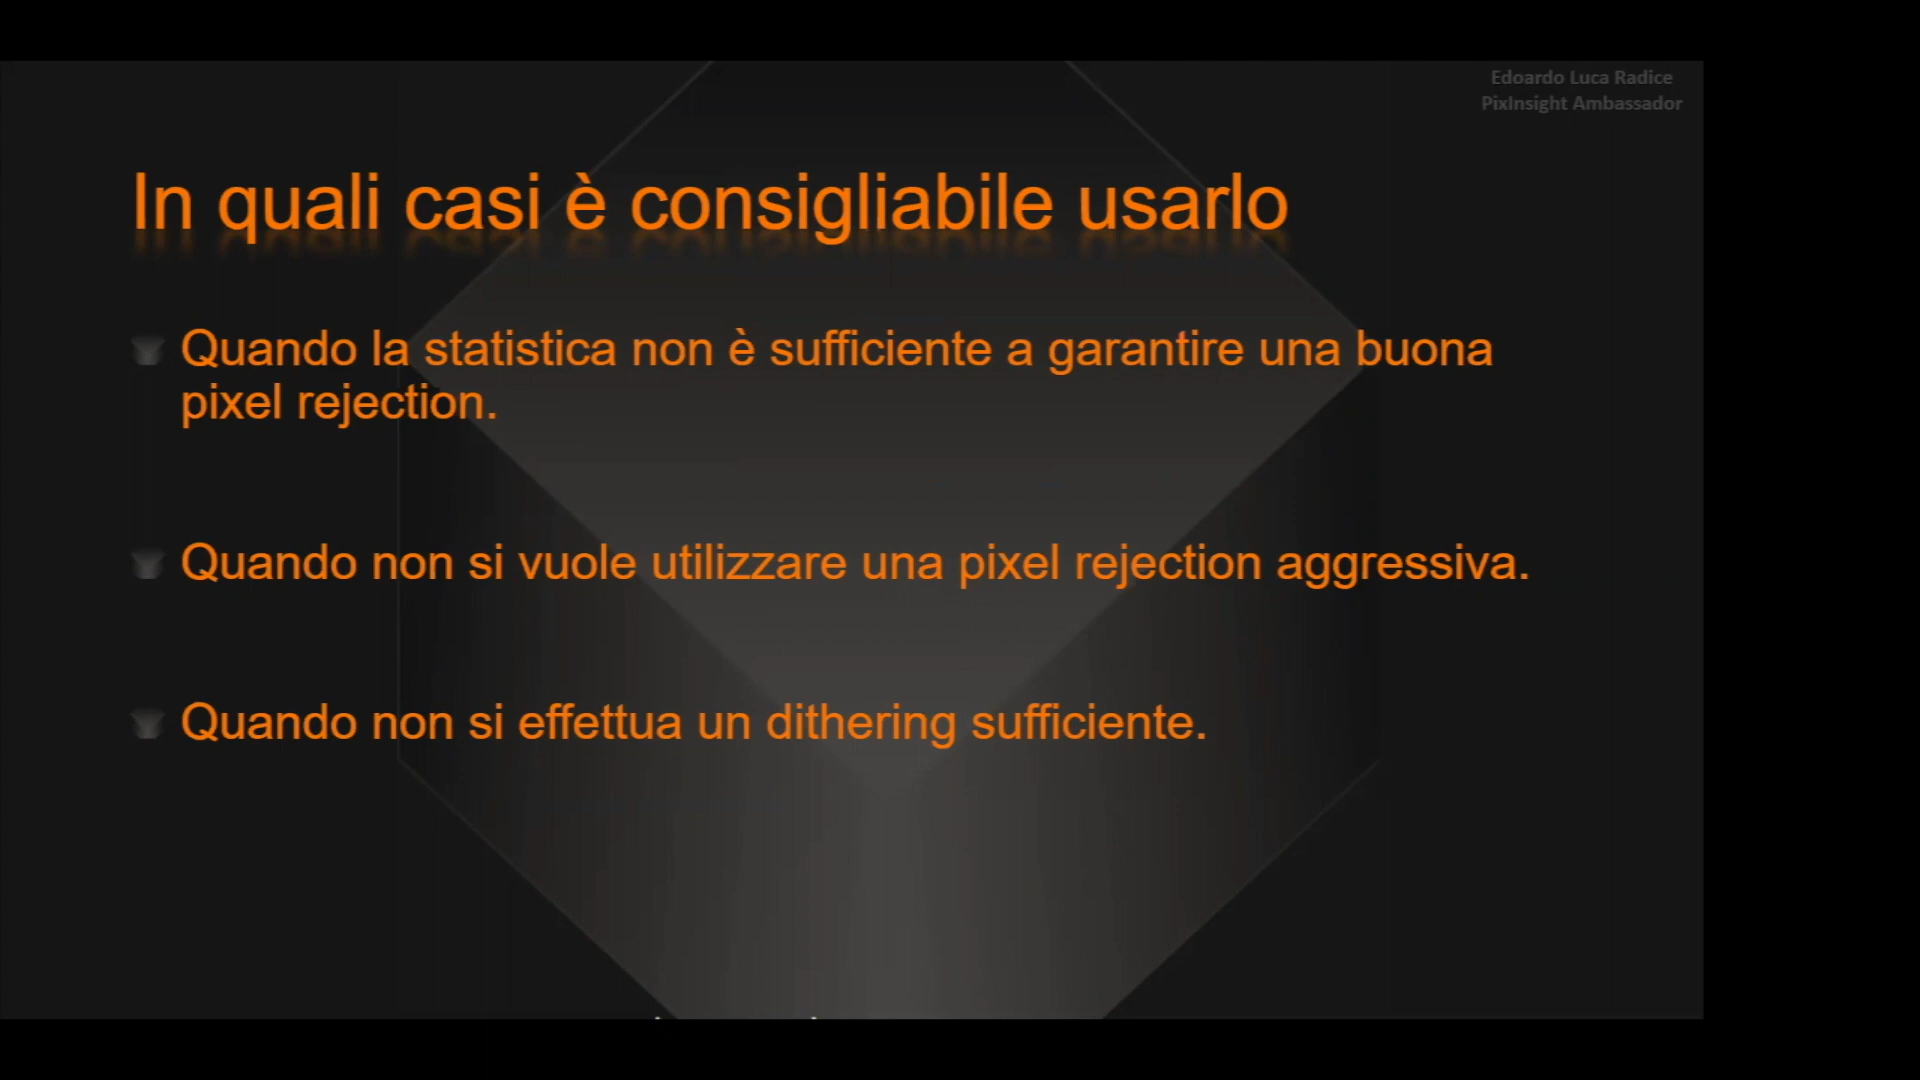 Edoardo Luca Radice
PixInsight Ambassador
In quali casi è consigliabile usarlo
Quando la statistica non è sufficiente a garantire una buona
pixel rejection.
Quando non si vuole utilizzare una pixel rejection aggressiva.
Quando non si effettua un dithering sufficiente.